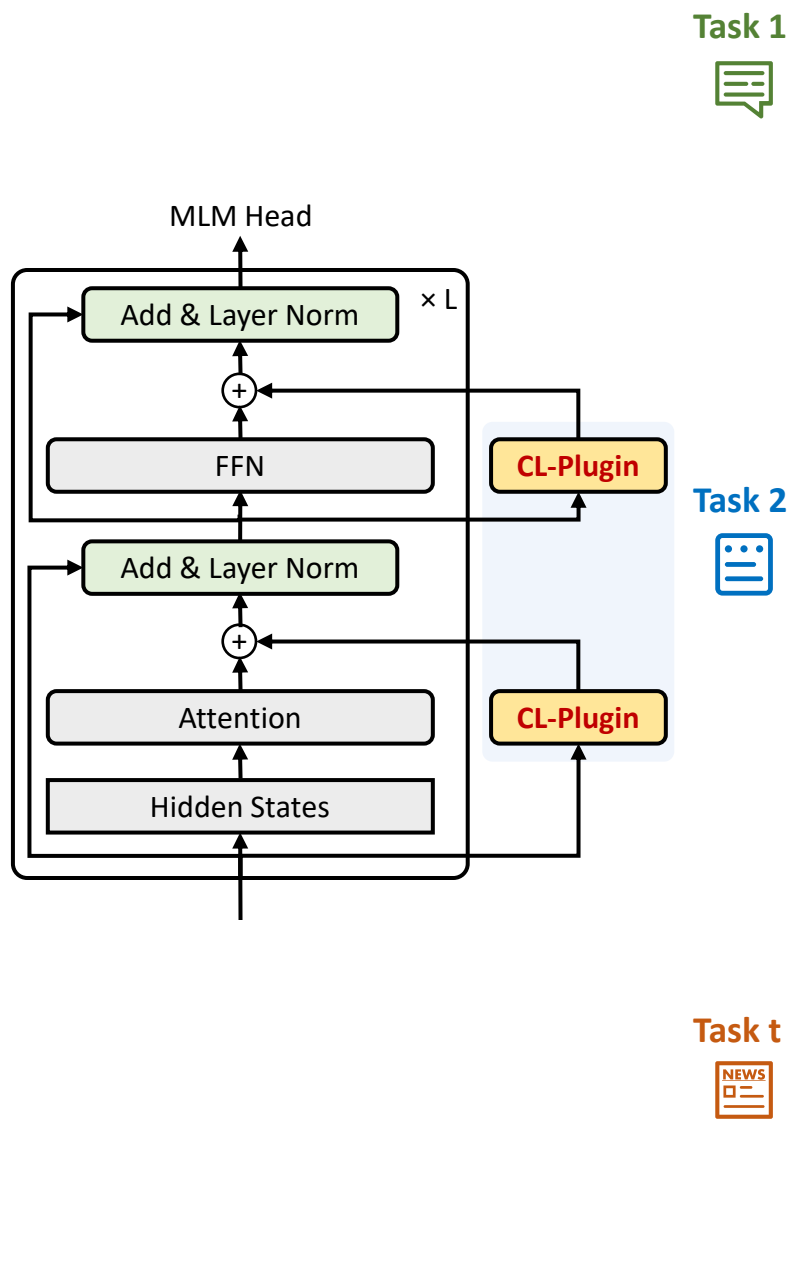 Task 1
MLM Head
× L
Add & Layer Norm
+
FFN
CL-Plugin
Task 2
Add & Layer Norm
+
Attention
CL-Plugin
Hidden States
Task t
NEWS